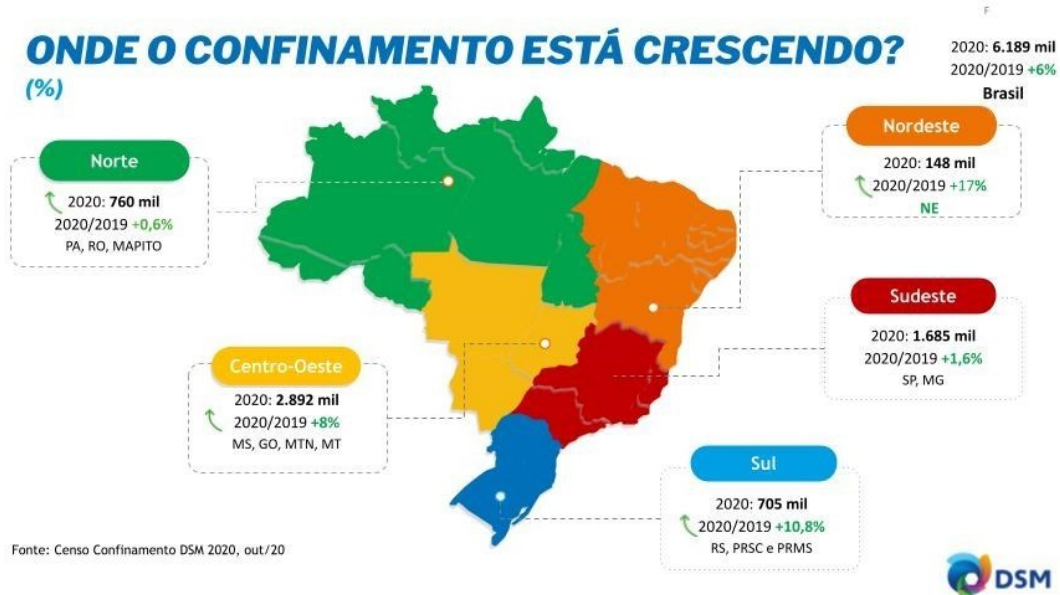 F
ONDE O CONFINAMENTO ESTÁ CRESCENDO?
(%)
2020: 6.189 mil
2020/2019 +6%
Brasil
Norte
2020: 760 mil
2020/2019 +0,6%
PA, RO, MAPITO
Nordeste
2020: 148 mil
2020/2019 +17%
NE
Sudeste
2020: 1.685 mil
2020/2019 +1,6%
SP, MG
Centro-Oeste
2020: 2.892 mil
2020/2019 +8%
MS, GO, MTN, MT
Sul
2020: 705 mil
2020/2019 +10,8%
RS, PRSC e PRMS
Fonte: Censo Confinamento DSM 2020, out/20
DSM